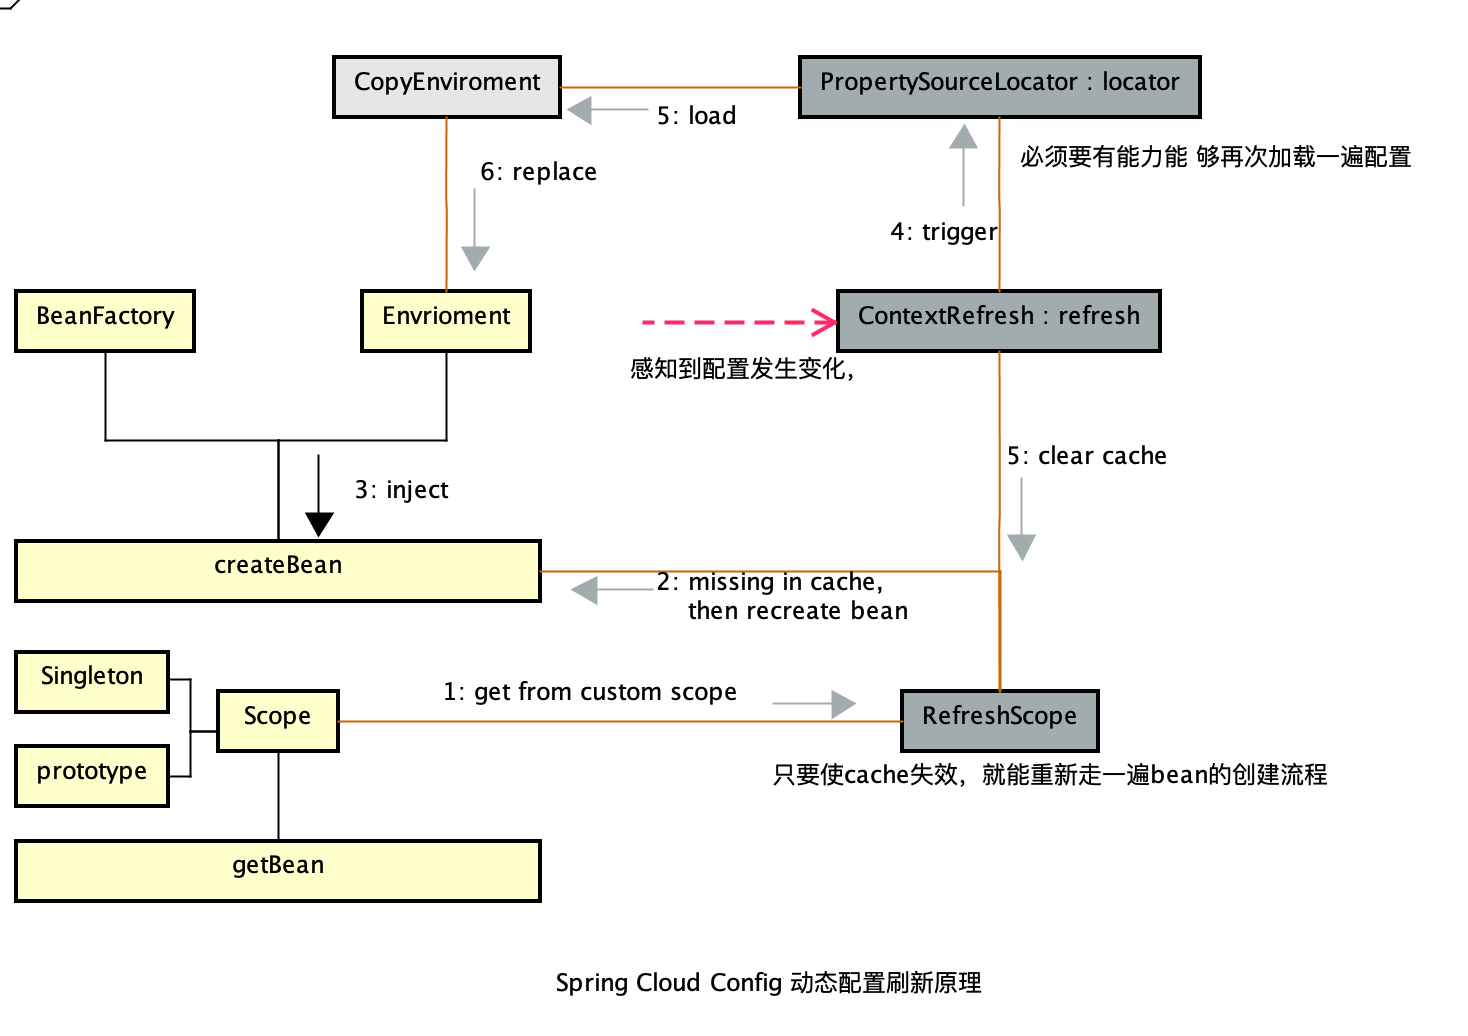 CopyEnviroment
PropertySourceLocator : locator
5: load
必须要有能力能 够再次加载一遍配置
6: replace
4: trigger
BeanFactory
Envrioment
ContextRefresh : refresh
感知到配置发生变化，
5: clear cache
3: inject
createBean
2: missing in cache,
then recreate bean
Singleton
1: get from custom scope
Scope
RefreshScope
prototype
只要使cache失效，就能重新走一遍bean的创建流程
getBean
Spring Cloud Config 动态配置刷新原理